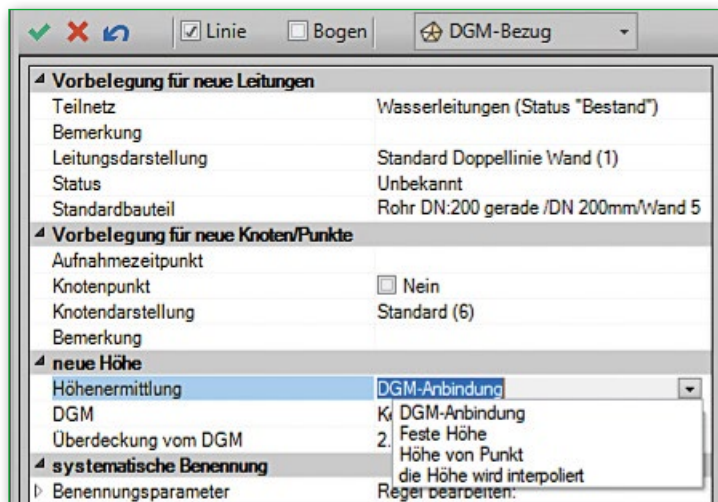 Linie Bogen DGM-Bezug
Vorbelegung für neue Leitungen
Teilnetz Wasserleitungen (Status "Bestand")
Bemerkung
Leitungsdarstellung Standard Doppellinie Wand (1)
Status Unbekannt
Standardbauteil Rohr DN:200 gerade /DN 200mm/Wand 5
Vorbelegung für neue Knoten/Punkte
Aufnahmezeitpunkt
Knotenpunkt Nein
Knotendarstellung Standard (6)
Bemerkung
neue Höhe
Höhenermittlung DGM-Anbindung
DGM
DGM-Anbindung
Überdeckung vom DGM 2.
Feste Höhe
Höhe von Punkt
die Höhe wird interpoliert
systematische Benennung
Benennungsparameter Regel bearbeiten: